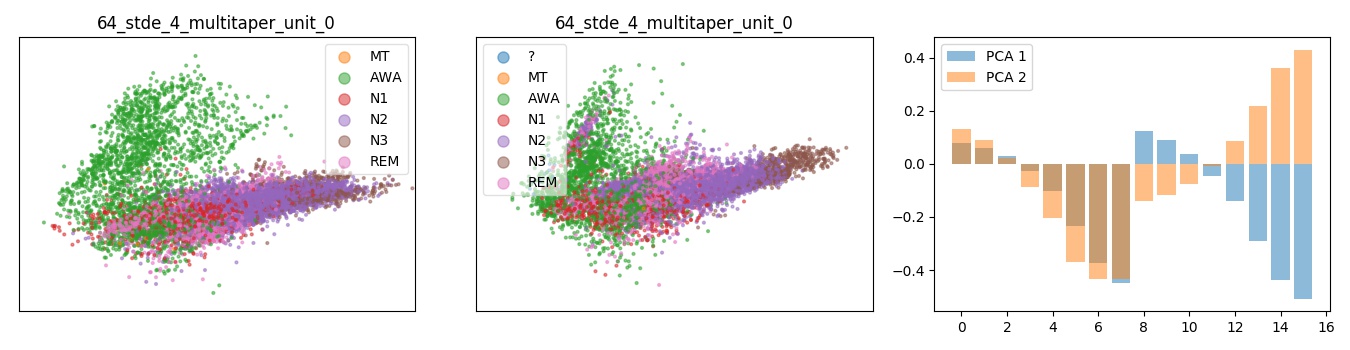 64_stde_4_multitaper_unit_0
MT
AWA
N1
N2
N3
REM
64_stde_4_multitaper_unit_0
?
MT
AWA
N1
N2
N3
REM
PCA 1
PCA 2
0.4
0.2
0.0
−0.2
−0.4
0 2 4 6 8 10 12 14 16